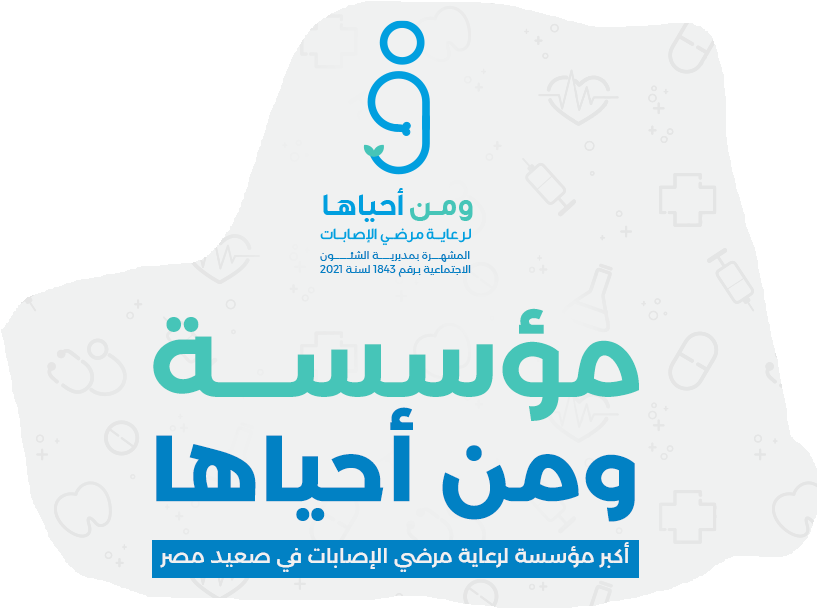 ومن أحياها
لرعاية مرضي الإصابات
المشهرة بمديرية الشئون
الاجتماعية برقم 1843 لسنة 2021
مؤسسة
ومن أحياها
أكبر مؤسسة لرعاية مرضي الإصابات في صعيد مصر